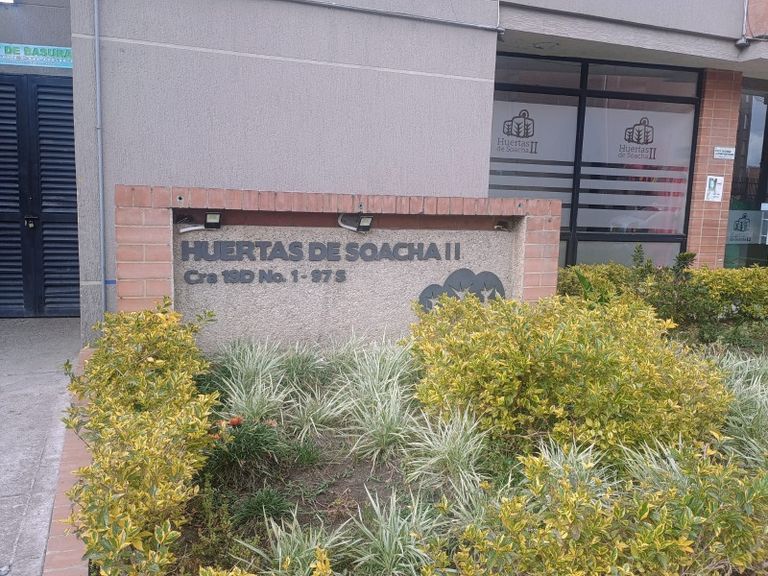 DE BASURA
Huertas
de Soacha II
Huertas
de Soacha II
HUERTAS DE SOACHA II
Cra 19D No. 1 - 97 S